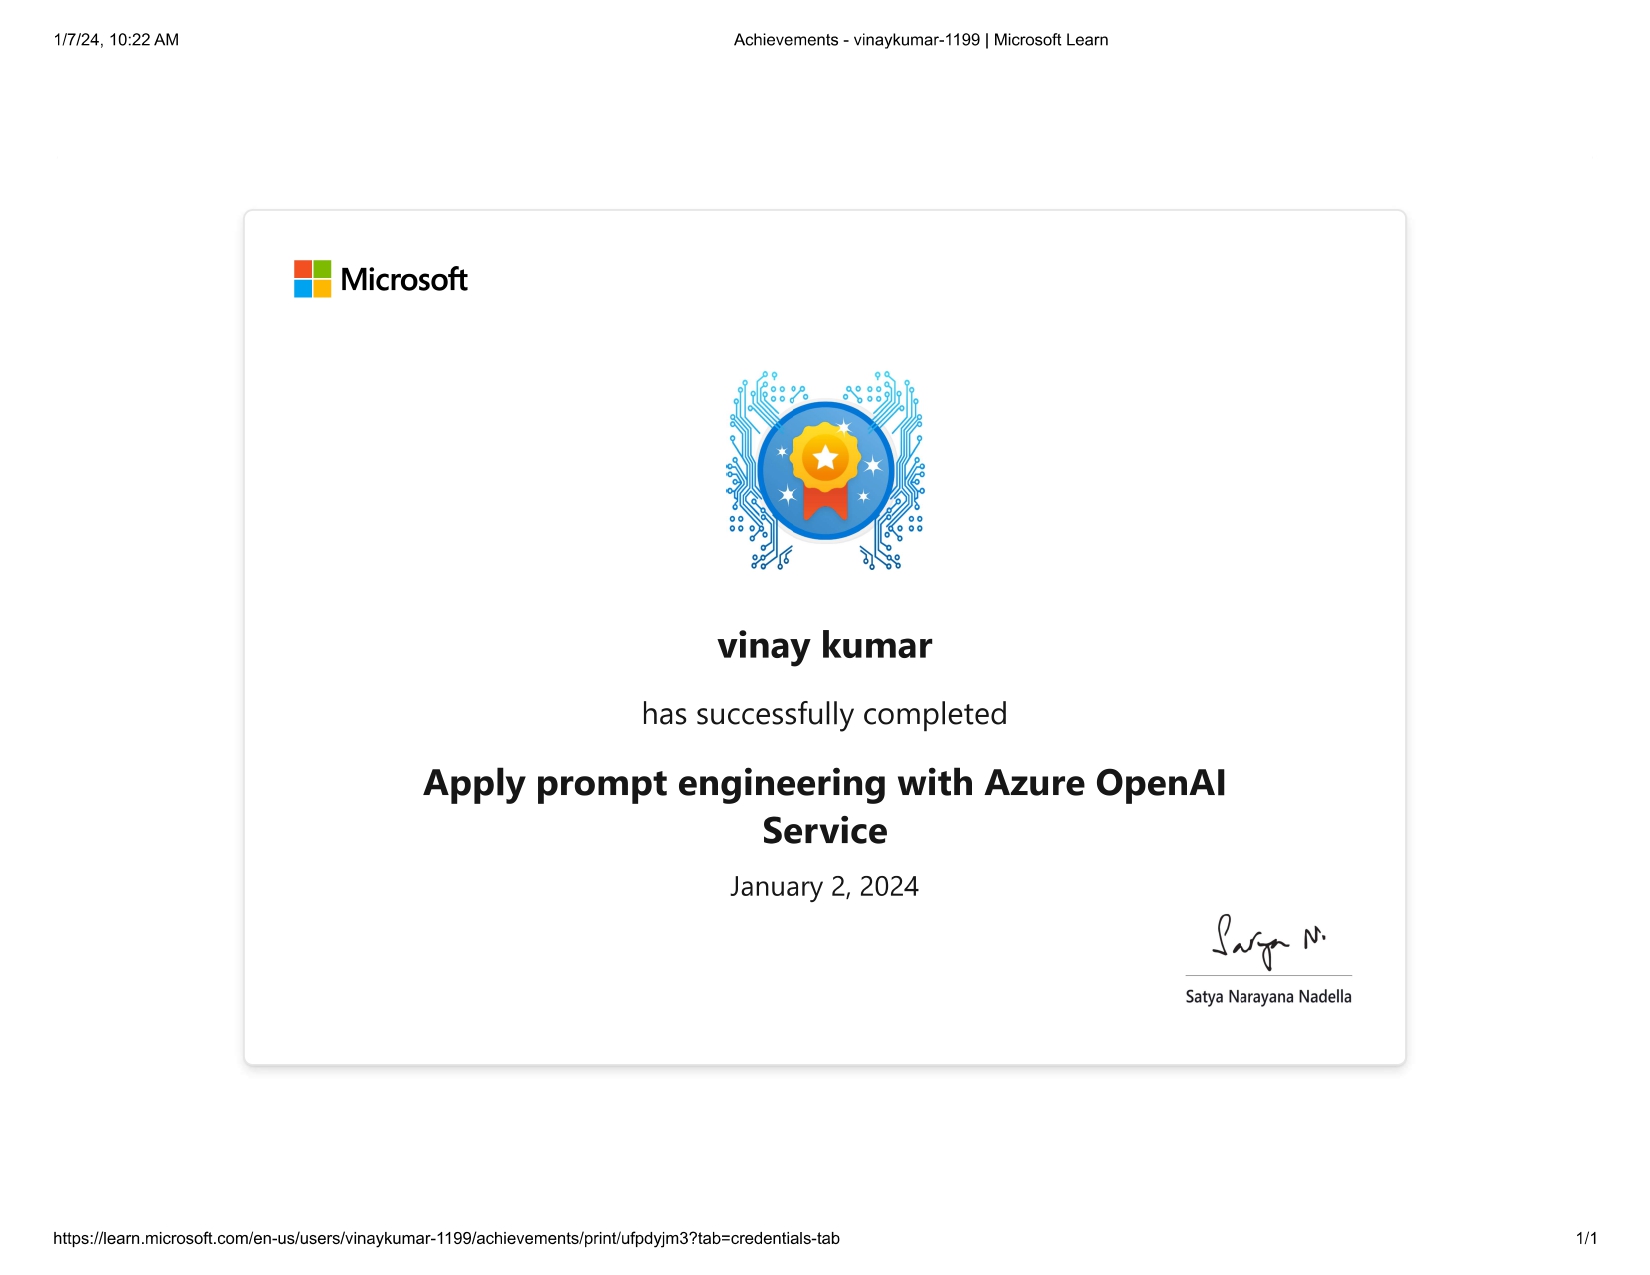 1/7/24, 10:22 AM
Achievements - vinaykumar-1199 | Microsoft Learn
Microsoft
vinay kumar
has successfully completed
Apply prompt engineering with Azure OpenAI
Service
January 2, 2024
Satya N.
Satya Narayana Nadella
https://learn.microsoft.com/en-us/users/vinaykumar-1199/achievements/print/ufpdyjm3?tab=credentials-tab
1/1